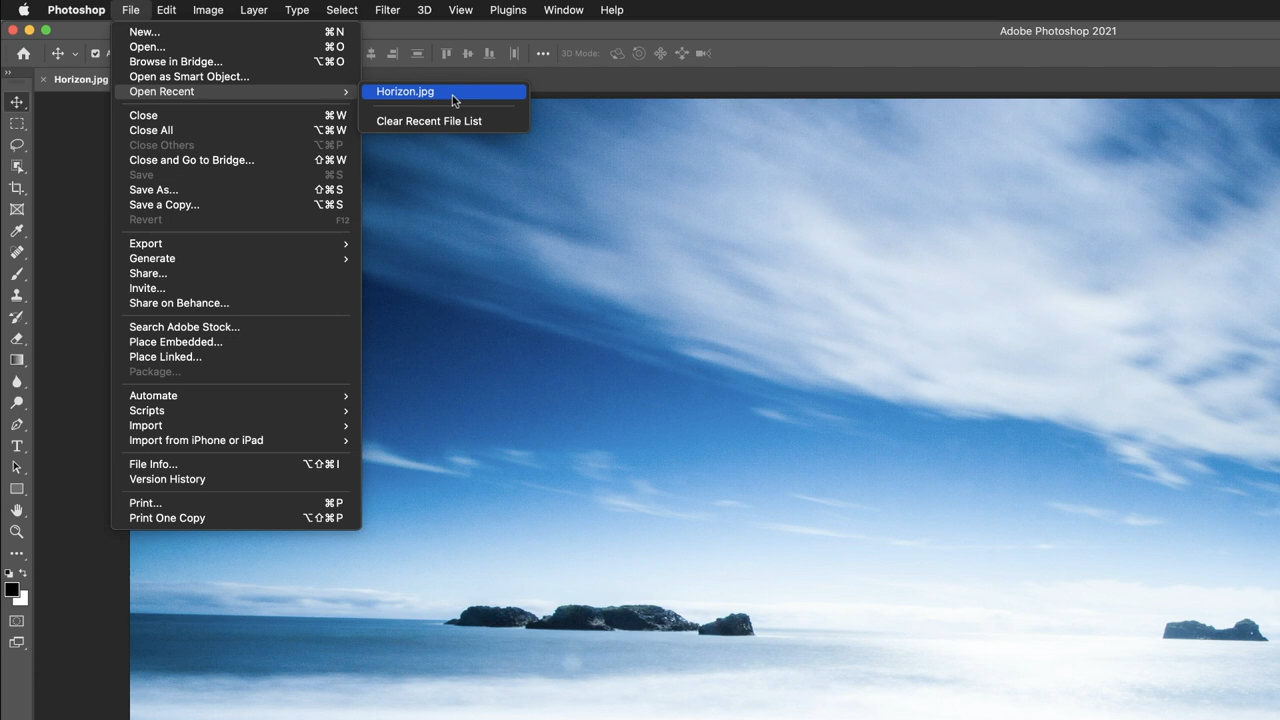 Photoshop File Edit Image Layer Type Select Filter 3D View Plugins Window Help
Adobe Photoshop 2021
3D Mode:
Horizon.jpg
New... ⌘N
Open... ⌘O
Browse in Bridge... ⌥⌘O
Open as Smart Object...
Open Recent >
Horizon.jpg
Clear Recent File List
Close ⌘W
Close All ⌥⌘W
Close Others ⌥⌘P
Close and Go to Bridge... ⇧⌘W
Save ⌘S
Save As... ⇧⌘S
Save a Copy... ⌥⌘S
Revert F12
Export >
Generate >
Share...
Invite...
Share on Behance...
Search Adobe Stock...
Place Embedded...
Place Linked...
Package...
Automate >
Scripts >
Import >
Import from iPhone or iPad >
File Info... ⌥⇧⌘I
Version History
Print... ⌘P
Print One Copy ⌥⇧⌘P